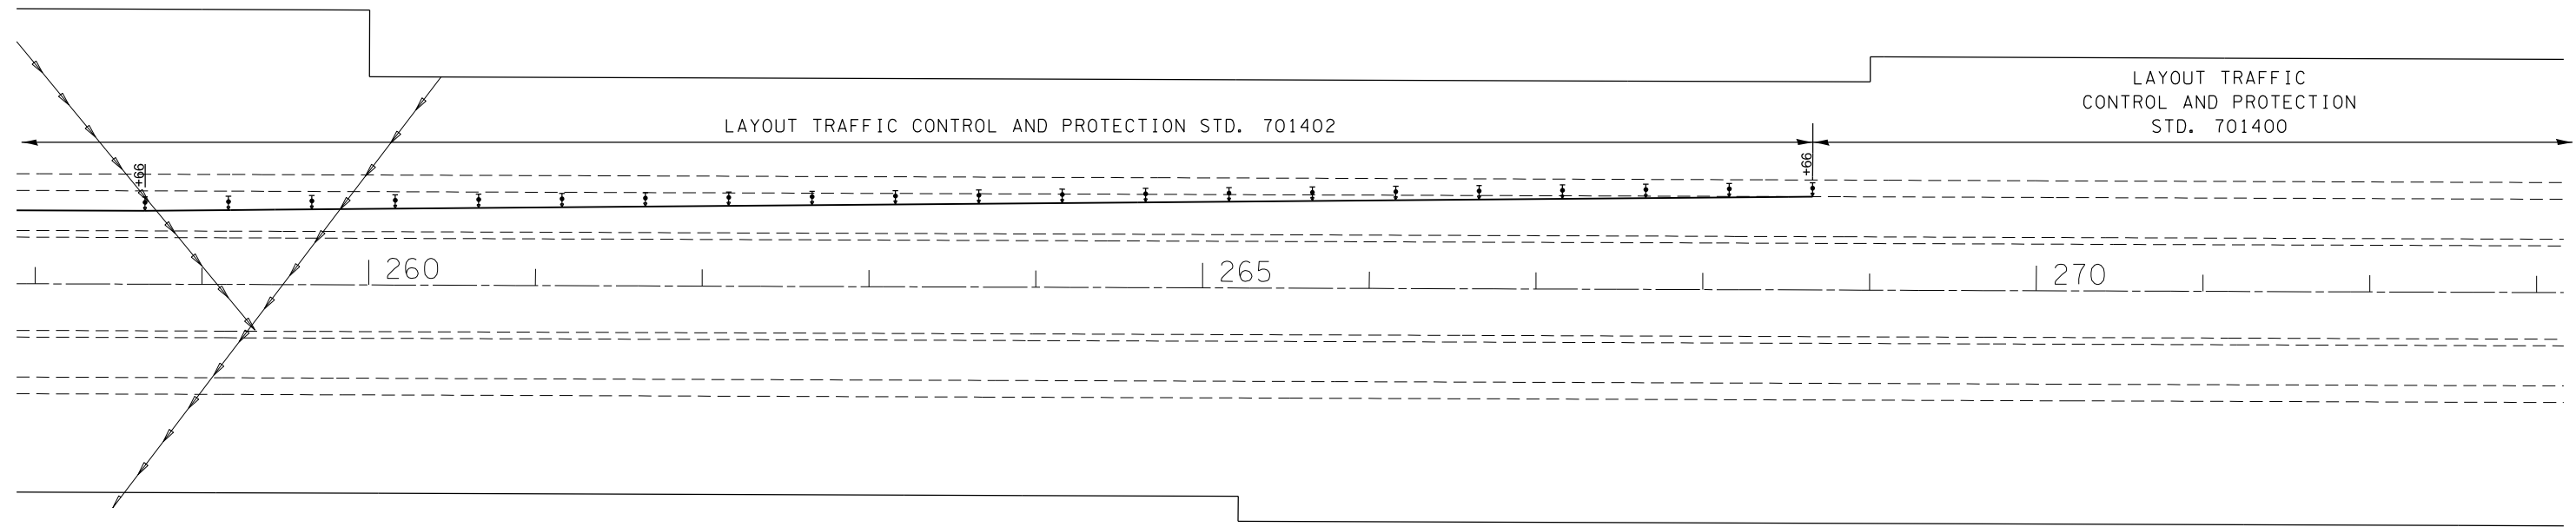 LAYOUT TRAFFIC
CONTROL AND PROTECTION
STD. 701400
LAYOUT TRAFFIC CONTROL AND PROTECTION STD. 701402
+66
+66
260
265
270